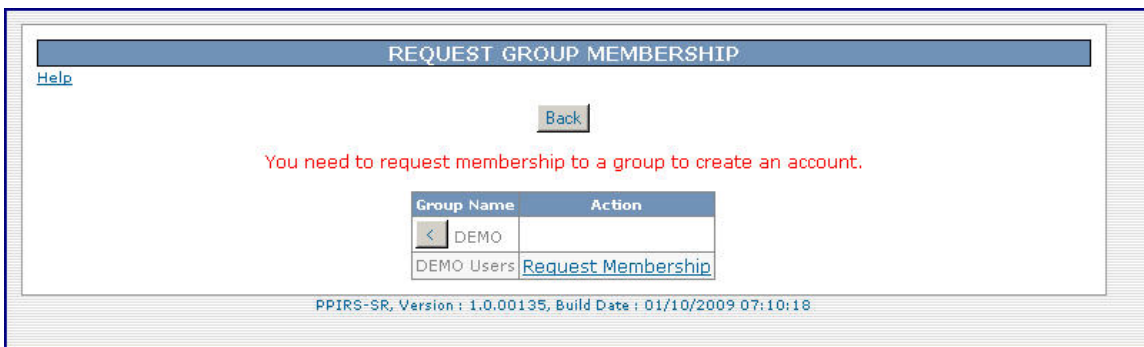 REQUEST GROUP MEMBERSHIP
Help
Back
You need to request membership to a group to create an account.
Group Name Action
< DEMO
DEMO Users Request Membership
PPIRS-SR, Version : 1.0.00135, Build Date : 01/10/2009 07:10:18